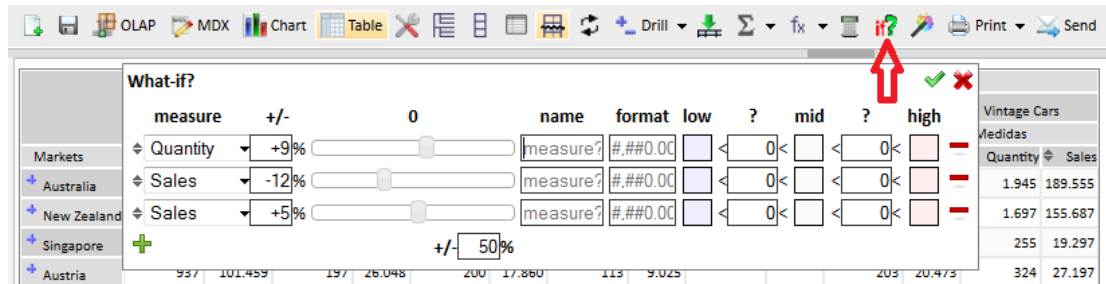 OLAP MDX Chart Table Drill Σ fx if? Print Send
What-if?
measure +/- 0 name format low ? mid ? high
Vintage Cars
Medidas
Markets
Quantity Sales
Quantity +9% measure? #,##0.00 < 0< < 0<
Australia 1.945 189.555
Sales -12% measure? #,##0.00 < 0< < 0<
New Zealand 1.697 155.687
Sales +5% measure? #,##0.00 < 0< < 0<
Singapore 255 19.297
+/- 50%
Austria 937 101.459 197 26.048 200 17.860 113 9.025 203 20.473 324 27.197